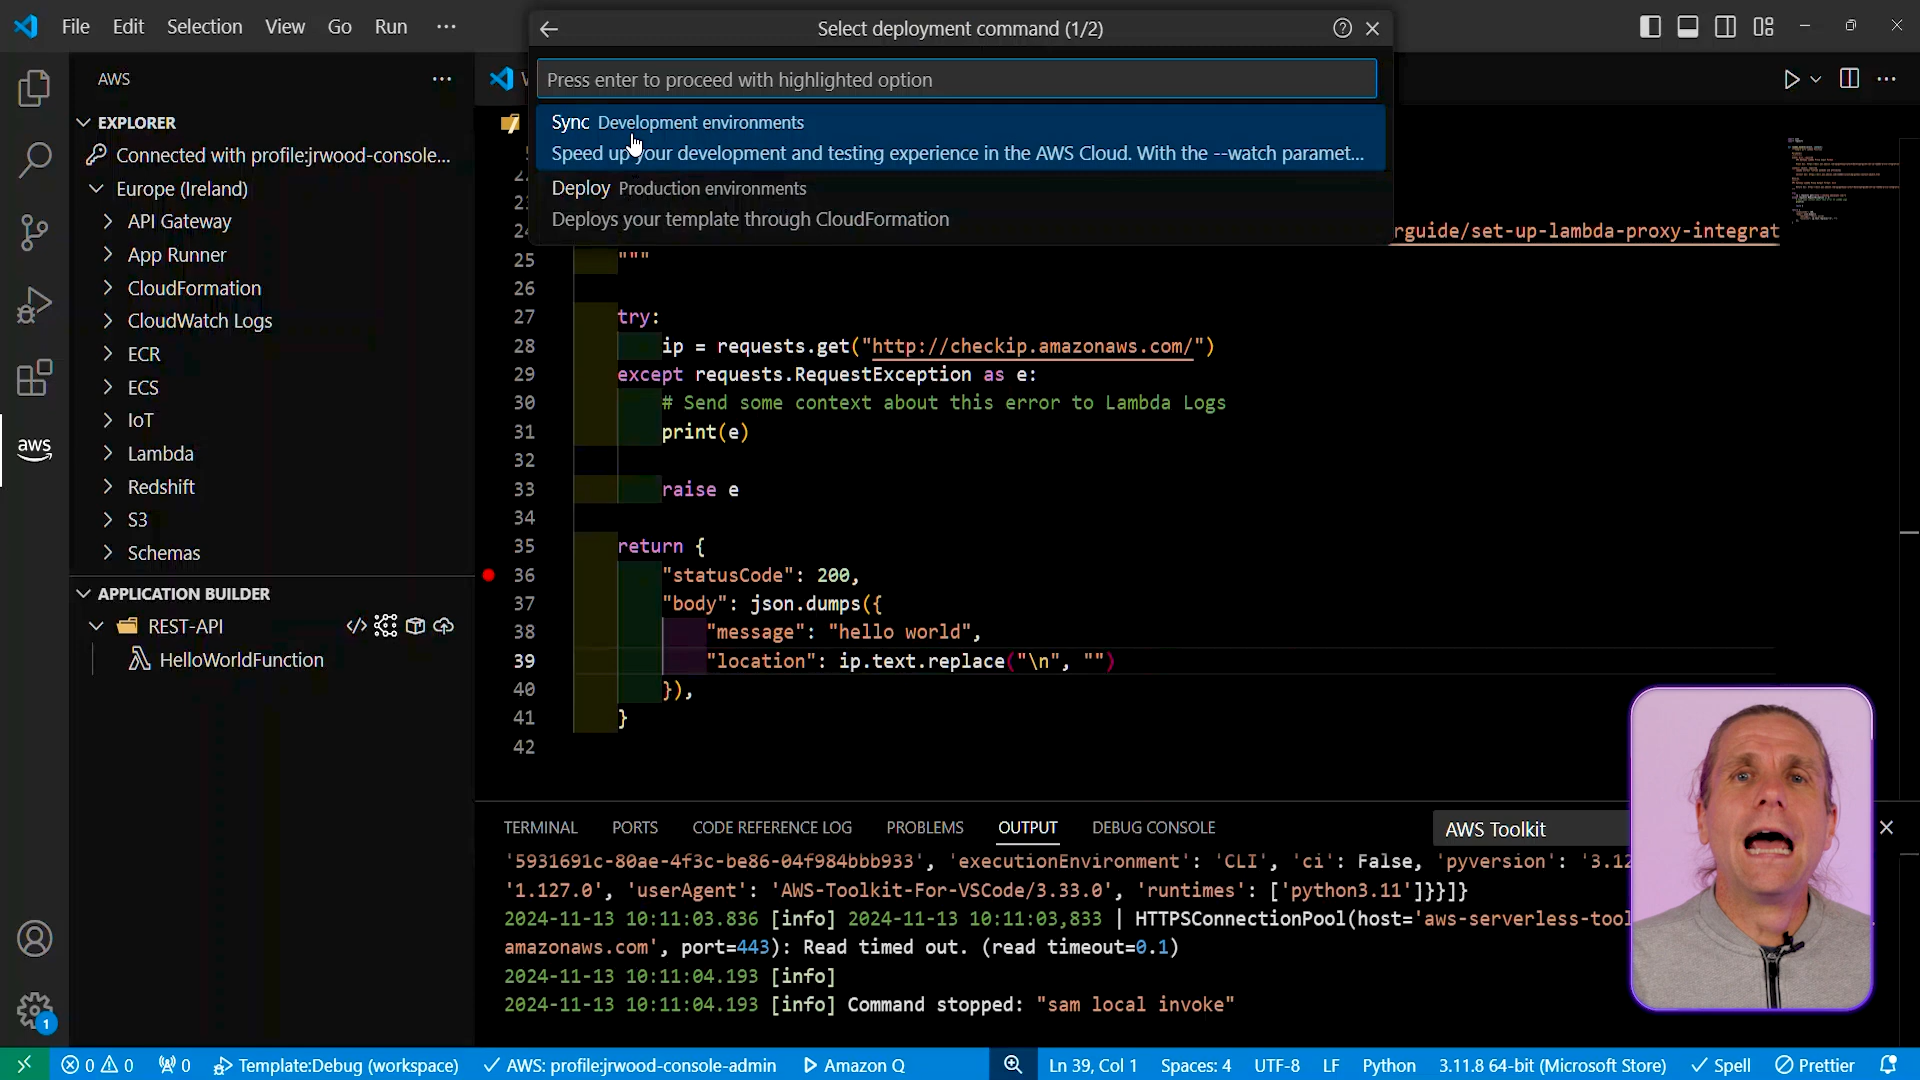 File Edit Selection View Go Run ···
Select deployment command (1/2)
AWS
Press enter to proceed with highlighted option
Sync Development environments
Speed up your development and testing experience in the AWS Cloud. With the --watch paramet...
Deploy Production environments
Deploys your template through CloudFormation
EXPLORER
Connected with profile:jrwood-console...
Europe (Ireland)
API Gateway
App Runner
CloudFormation
CloudWatch Logs
ECR
ECS
IoT
Lambda
Redshift
S3
Schemas
aws
APPLICATION BUILDER
REST-API
HelloWorldFunction
rguide/set-up-lambda-proxy-integrat
25 """
26
27 try:
28 ip = requests.get("http://checkip.amazonaws.com/")
29 except requests.RequestException as e:
30 # Send some context about this error to Lambda Logs
31 print(e)
32
33 raise e
34
35 return {
36 "statusCode": 200,
37 "body": json.dumps({
38 "message": "hello world",
39 "location": ip.text.replace("\n", "")
40 }),
41 }
42
TERMINAL PORTS CODE REFERENCE LOG PROBLEMS OUTPUT DEBUG CONSOLE AWS Toolkit
'5931691c-80ae-4f3c-be86-04f984bbb933', 'executionEnvironment': 'CLI', 'ci': False, 'pyversion': '3.12
'1.127.0', 'userAgent': 'AWS-Toolkit-For-VSCode/3.33.0', 'runtimes': ['python3.11']}}]}
2024-11-13 10:11:03.836 [info] 2024-11-13 10:11:03,833 | HTTPSConnectionPool(host='aws-serverless-tool
amazonaws.com', port=443): Read timed out. (read timeout=0.1)
2024-11-13 10:11:04.193 [info]
2024-11-13 10:11:04.193 [info] Command stopped: "sam local invoke"
1
0 0 0 Template:Debug (workspace) AWS: profile:jrwood-console-admin Amazon Q Ln 39, Col 1 Spaces: 4 UTF-8 LF Python 3.11.8 64-bit (Microsoft Store) Spell Prettier